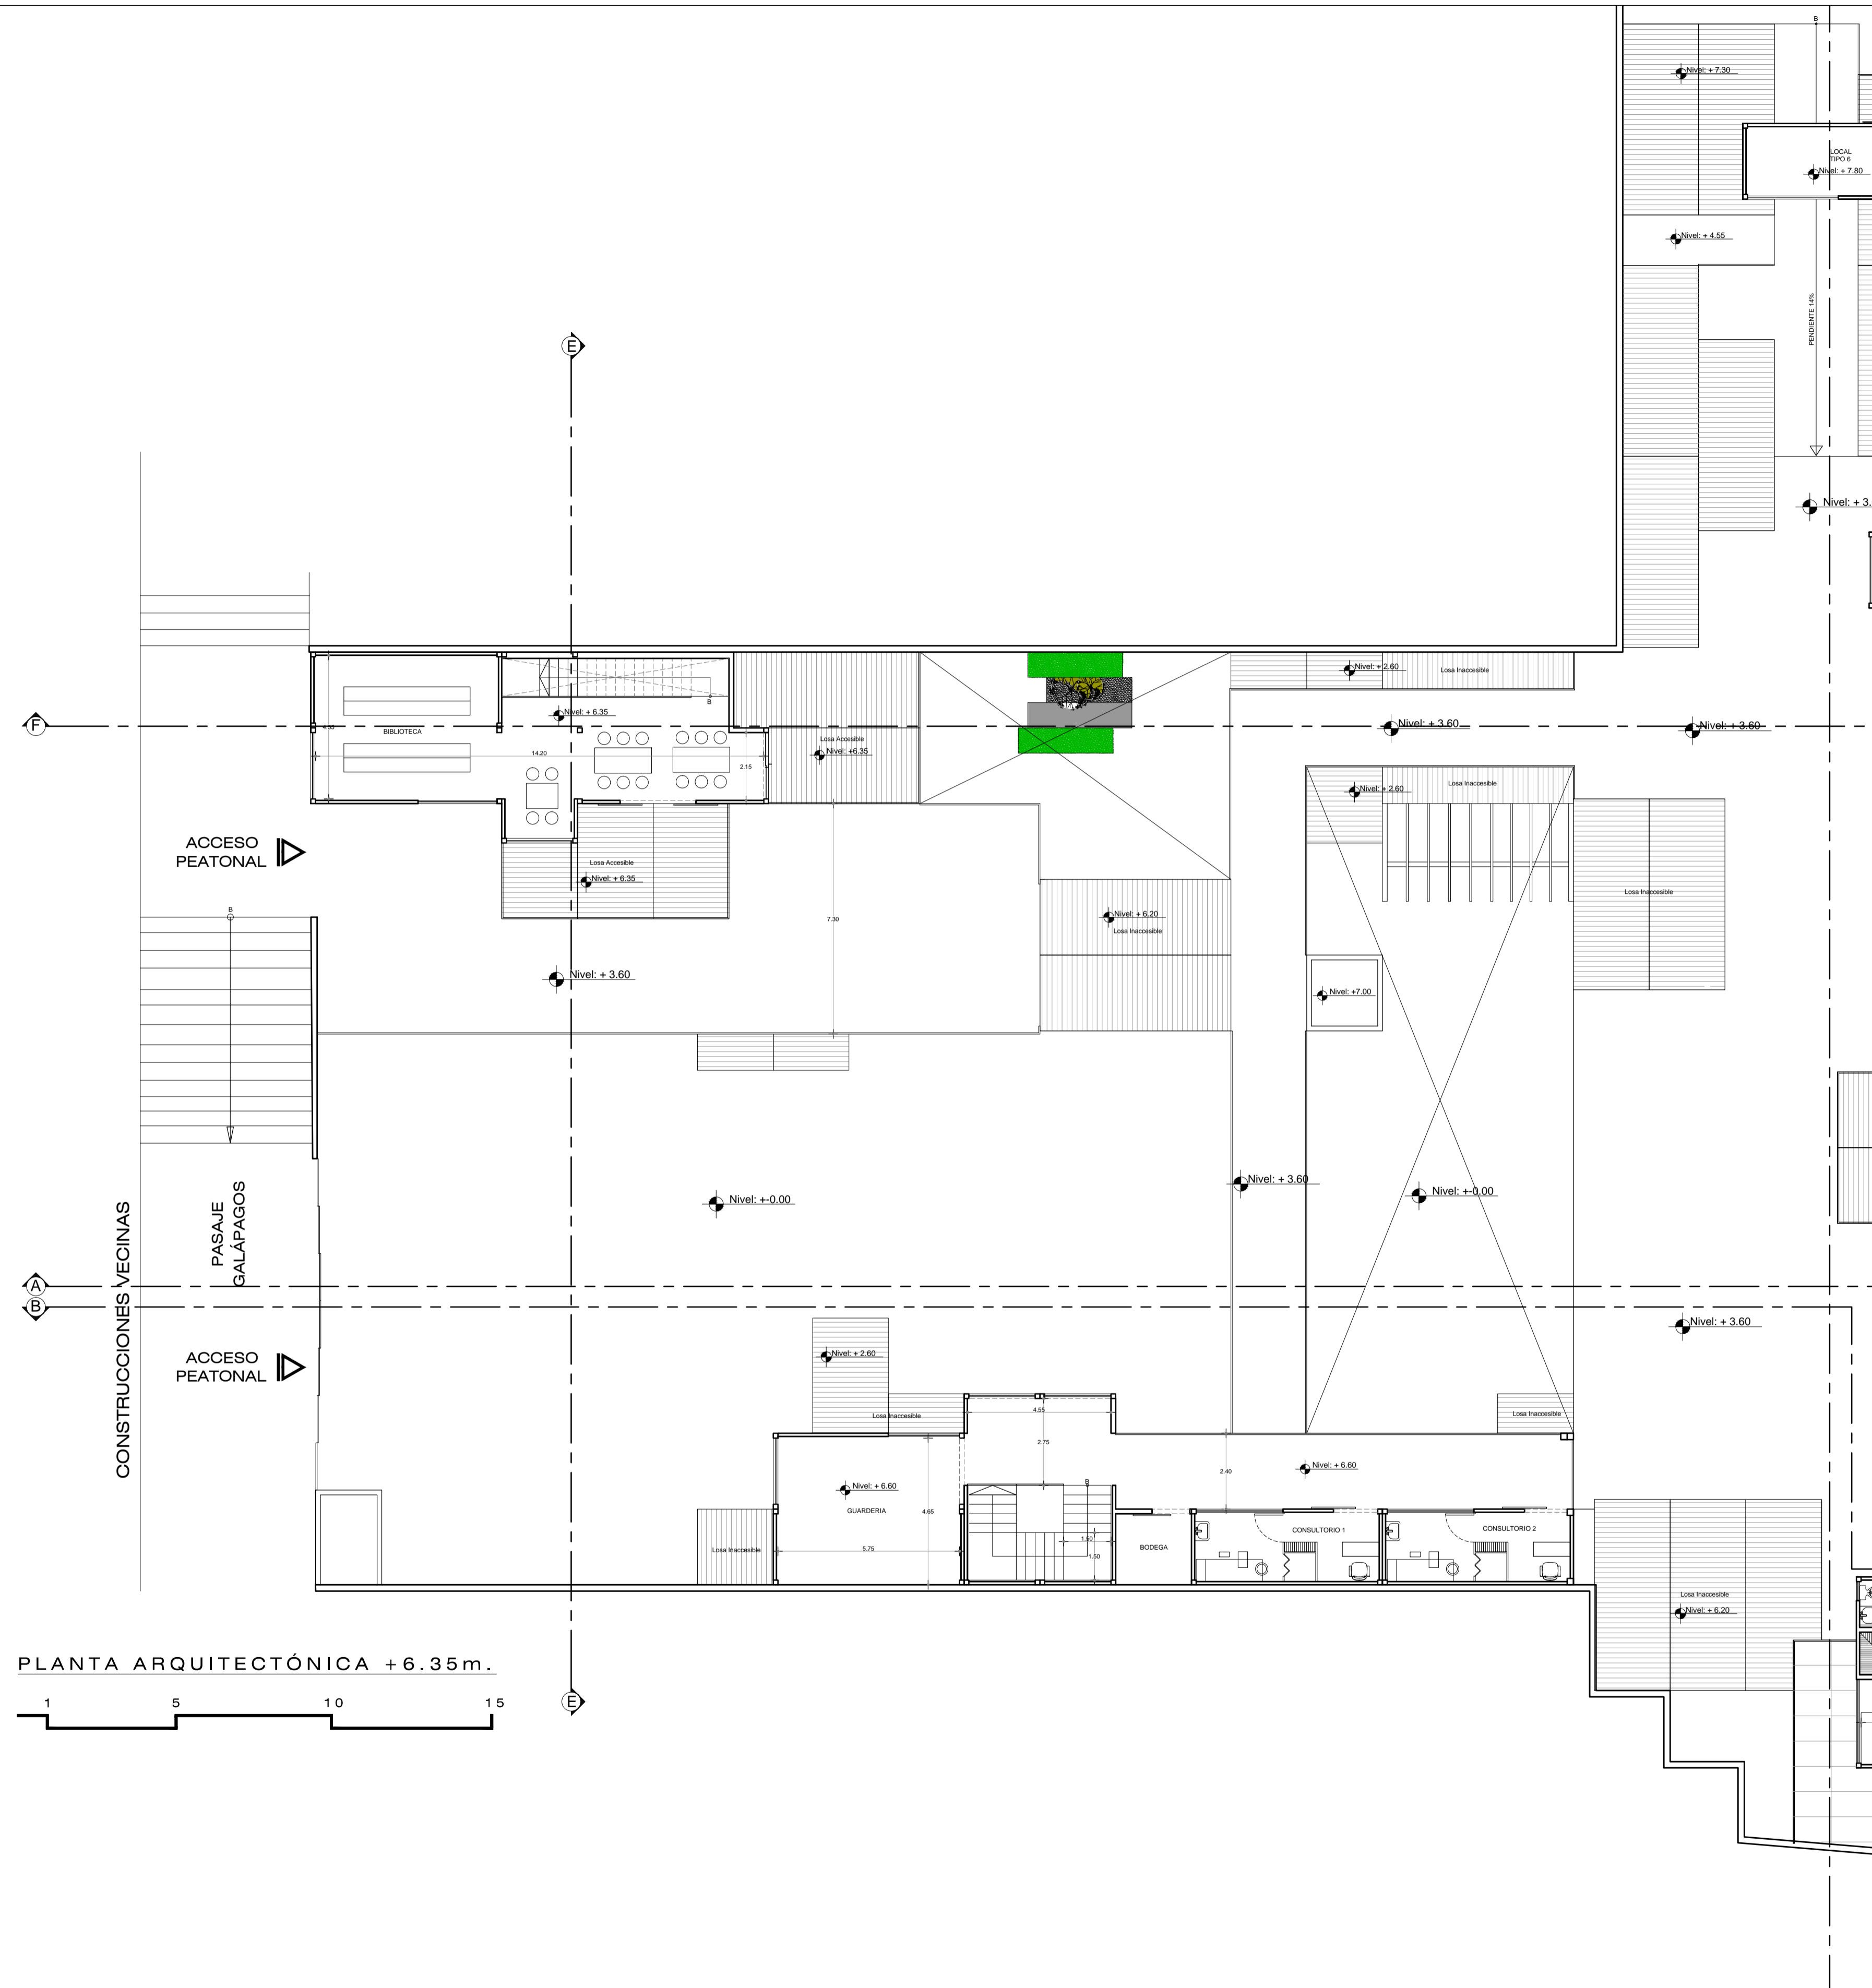 B
Nivel: + 7.30
LOCAL
TIPO 6
Nivel: + 7.80
Nivel: + 4.55
PENDIENTE 14%
E
Nivel: + 3.
Nivel: + 2.60
Losa Inaccesible
B
Nivel: + 6.35
F
4.35
BIBLIOTECA
14.20
2.15
Losa Accesible
Nivel: +6.35
Nivel: + 3.60
Nivel: + 3.60
Nivel: + 2.60
Losa Inaccesible
ACCESO
PEATONAL
Losa Accesible
Nivel: + 6.35
Losa Inaccesible
B
7.30
Nivel: + 6.20
Losa Inaccesible
Nivel: + 3.60
Nivel: +7.00
CONSTRUCCIONES VECINAS
PASAJE
GALÁPAGOS
Nivel: +-0.00
Nivel: + 3.60
Nivel: +-0.00
A
B
Nivel: + 3.60
ACCESO
PEATONAL
Nivel: + 2.60
Losa Inaccesible
4.55
Losa Inaccesible
2.75
2.40
Nivel: + 6.60
Nivel: + 6.60
GUARDERIA
4.65
B
5.75
Losa Inaccesible
1.50
1.50
BODEGA
CONSULTORIO 1
CONSULTORIO 2
Losa Inaccesible
Nivel: + 6.20
PLANTA ARQUITECTÓNICA +6.35m.
1 5 10 15
E